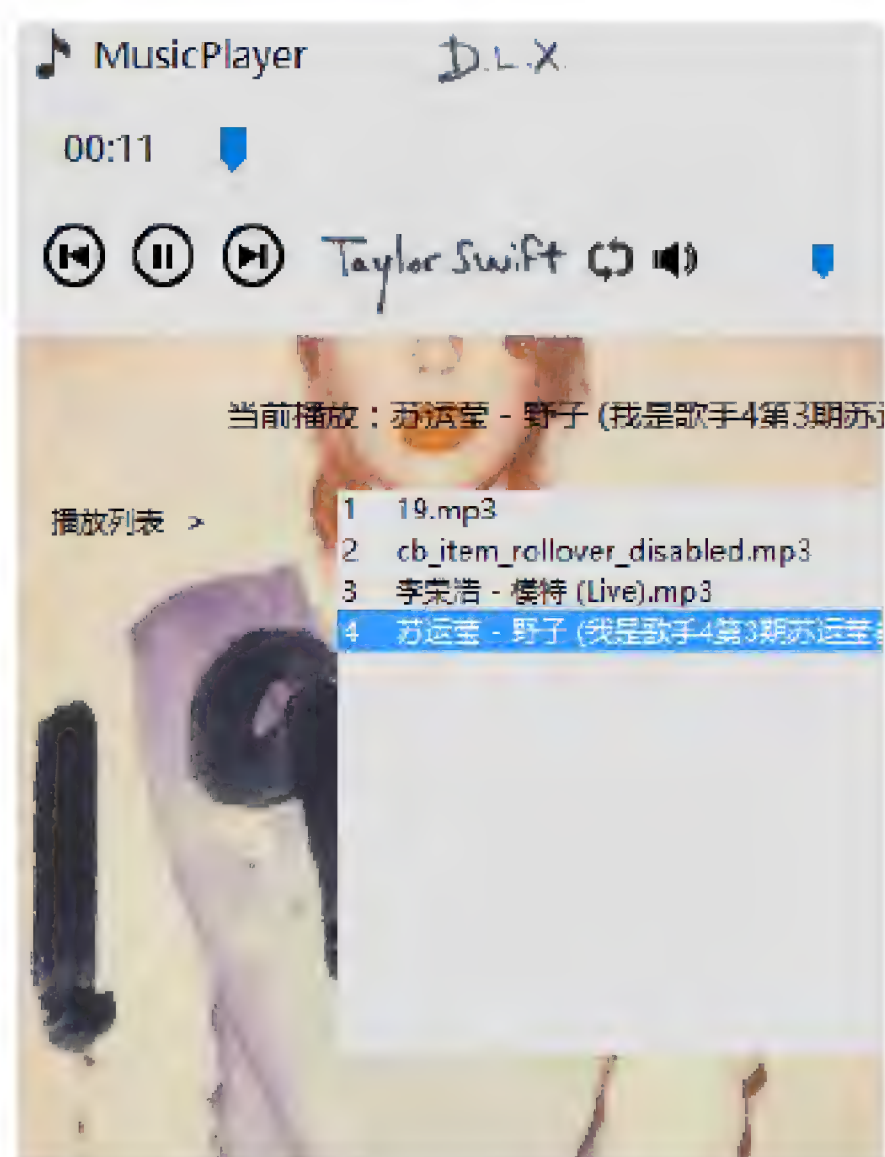 MusicPlayer D.L.X.
00:11
Taylor Swift
当前播放：苏运莹 - 野子 (我是歌手4第3期苏运
播放列表 >
1 19.mp3
2 cb_item_rollover_disabled.mp3
3 李荣浩 - 模特 (Live).mp3
4 苏运莹 - 野子 (我是歌手4第3期苏运莹